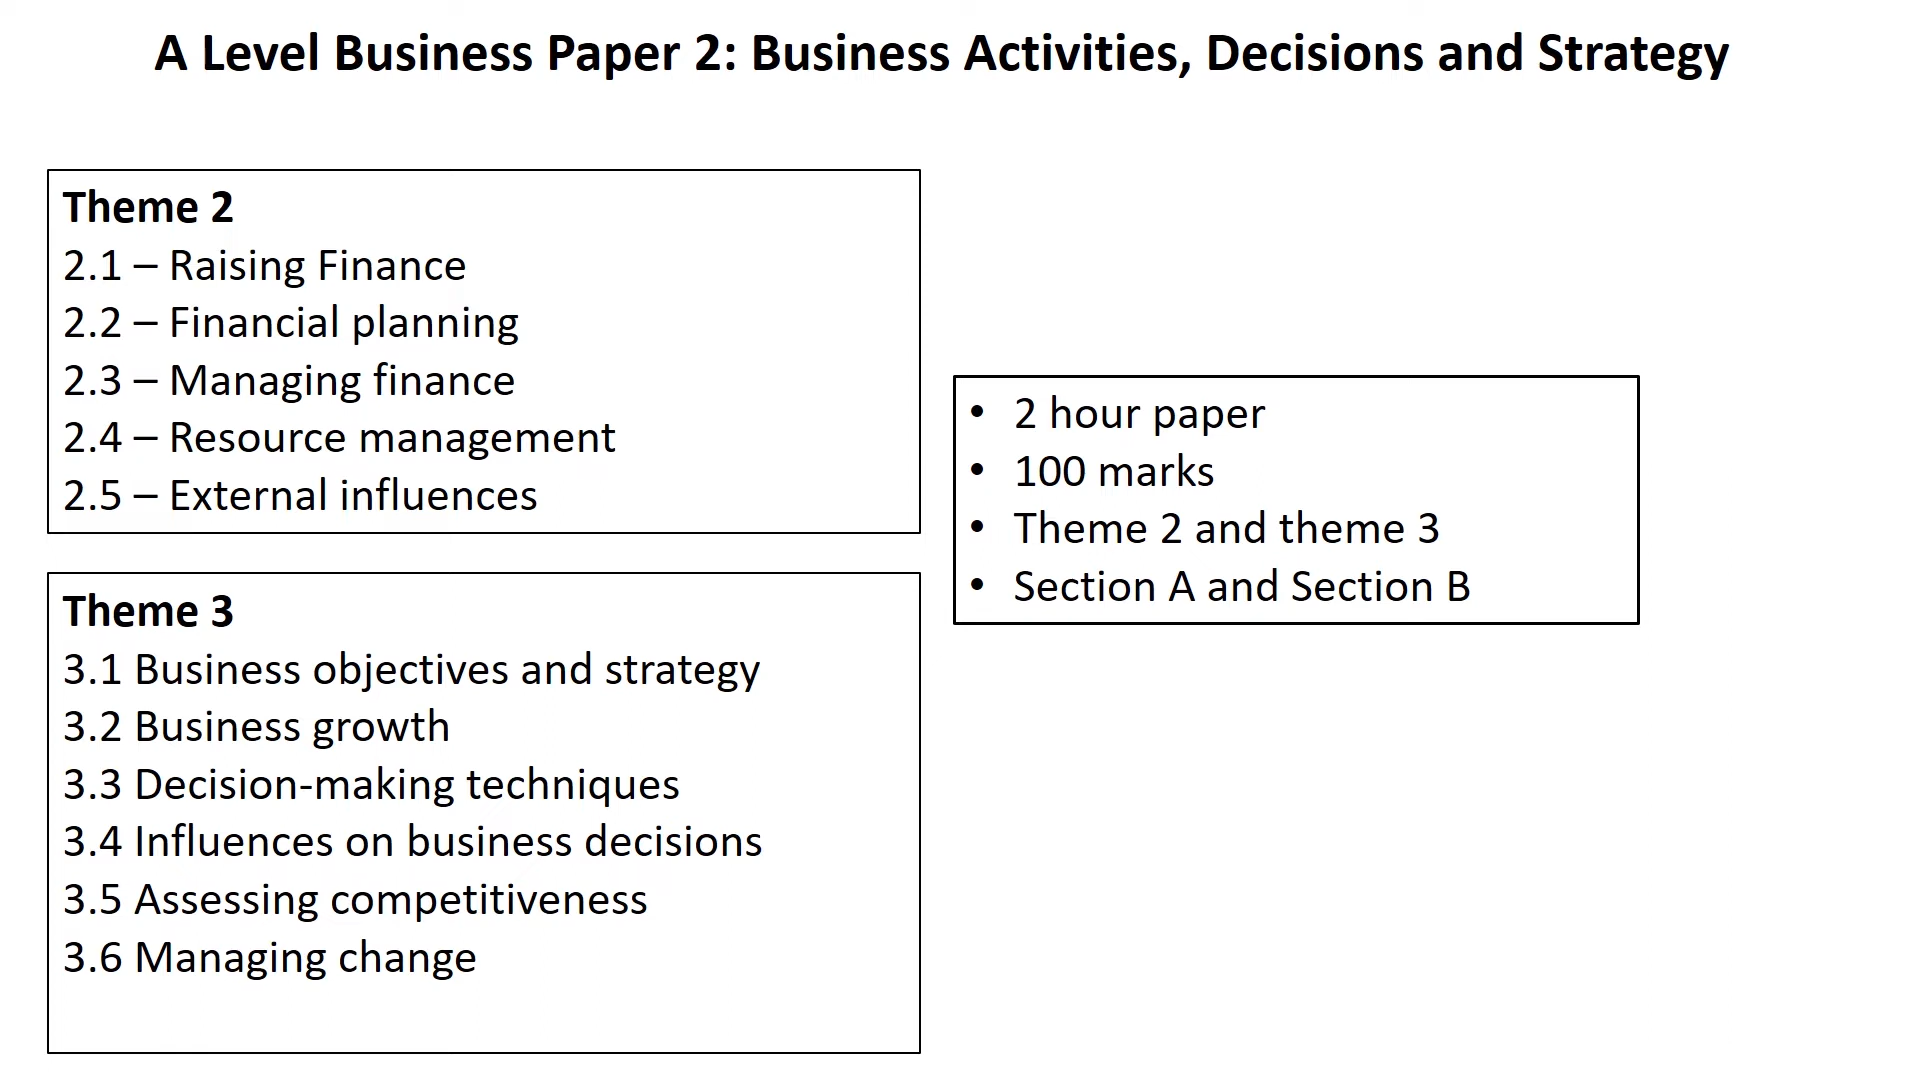 A Level Business Paper 2: Business Activities, Decisions and Strategy
Theme 2
2.1 – Raising Finance
2.2 – Financial planning
2.3 – Managing finance
2.4 – Resource management
2.5 – External influences
Theme 3
3.1 Business objectives and strategy
3.2 Business growth
3.3 Decision-making techniques
3.4 Influences on business decisions
3.5 Assessing competitiveness
3.6 Managing change
• 2 hour paper
• 100 marks
• Theme 2 and theme 3
• Section A and Section B